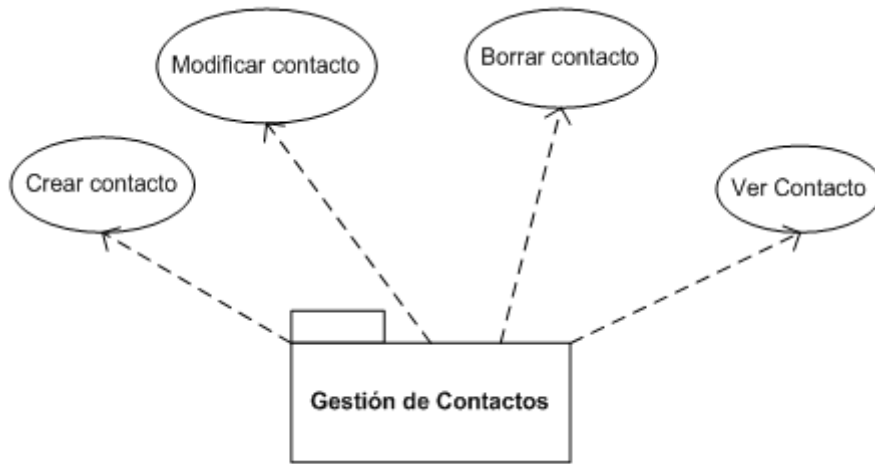 Modificar contacto
Borrar contacto
Crear contacto
Ver Contacto
Gestión de Contactos